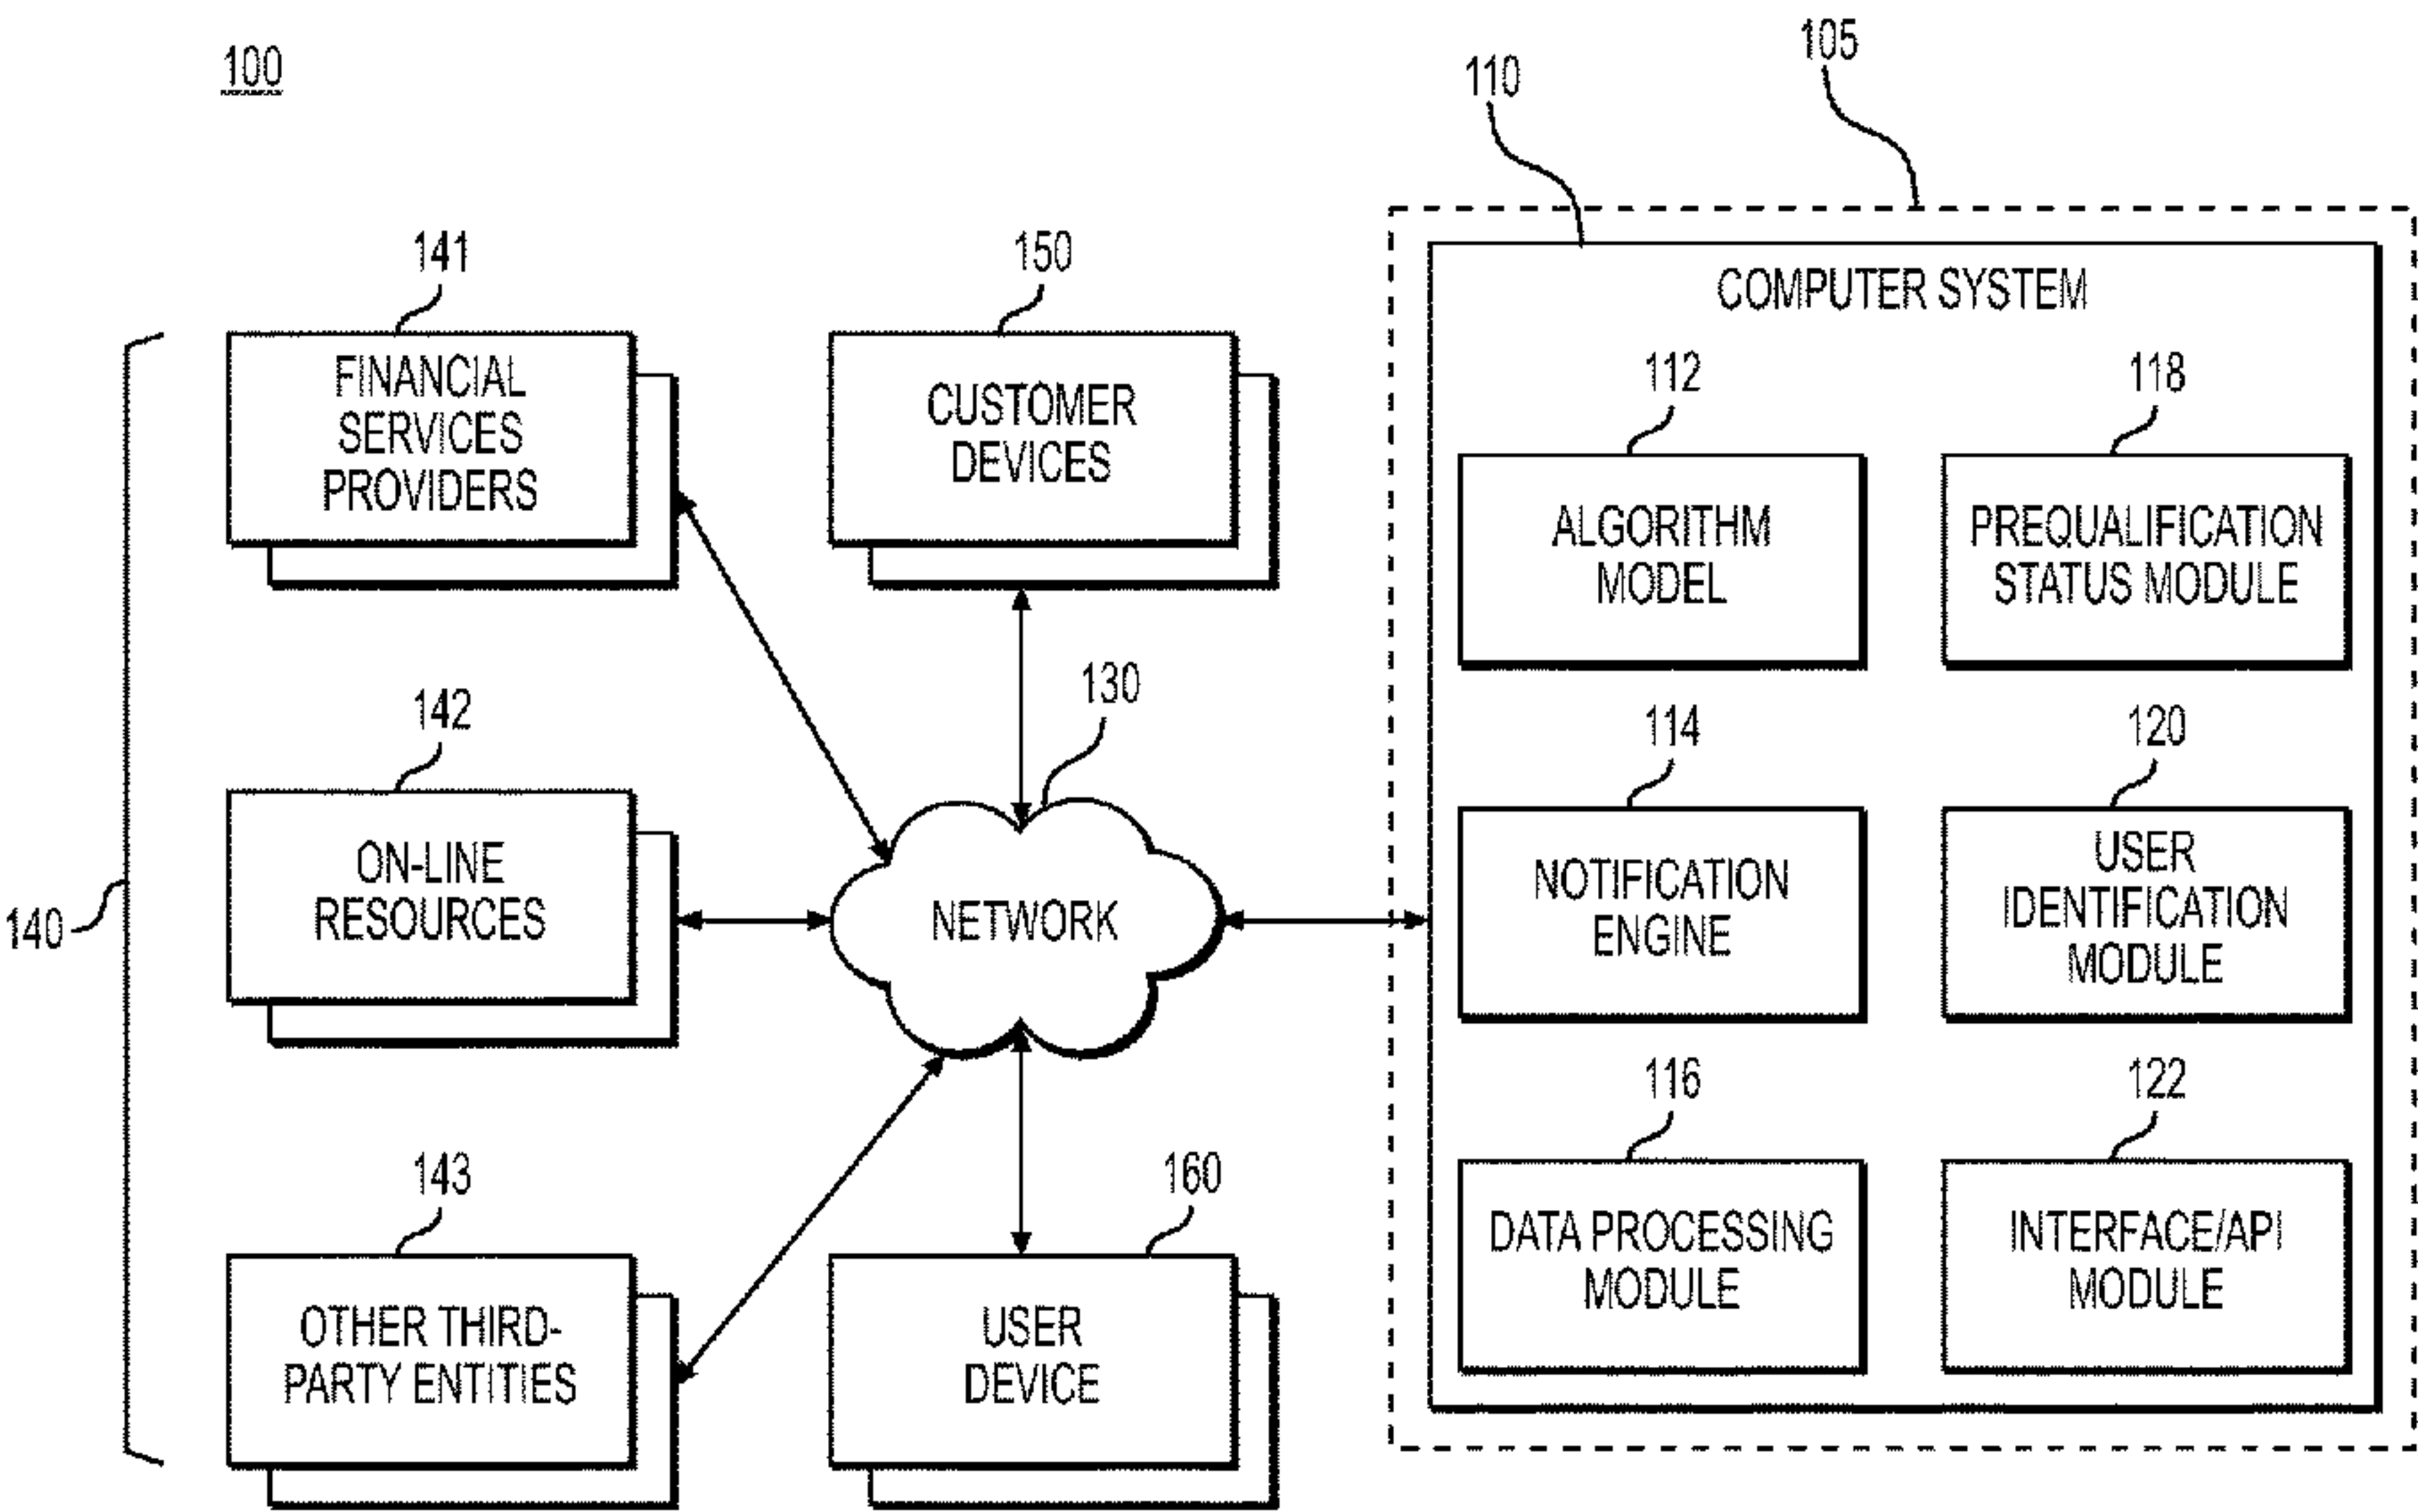 100
105
110
141
150
COMPUTER SYSTEM
FINANCIAL
SERVICES
PROVIDERS
CUSTOMER
DEVICES
112
118
ALGORITHM
MODEL
PREQUALIFICATION
STATUS MODULE
142
130
114
120
140
ON-LINE
RESOURCES
NETWORK
NOTIFICATION
ENGINE
USER
IDENTIFICATION
MODULE
143
160
116
122
OTHER THIRD-
PARTY ENTITIES
USER
DEVICE
DATA PROCESSING
MODULE
INTERFACE/API
MODULE